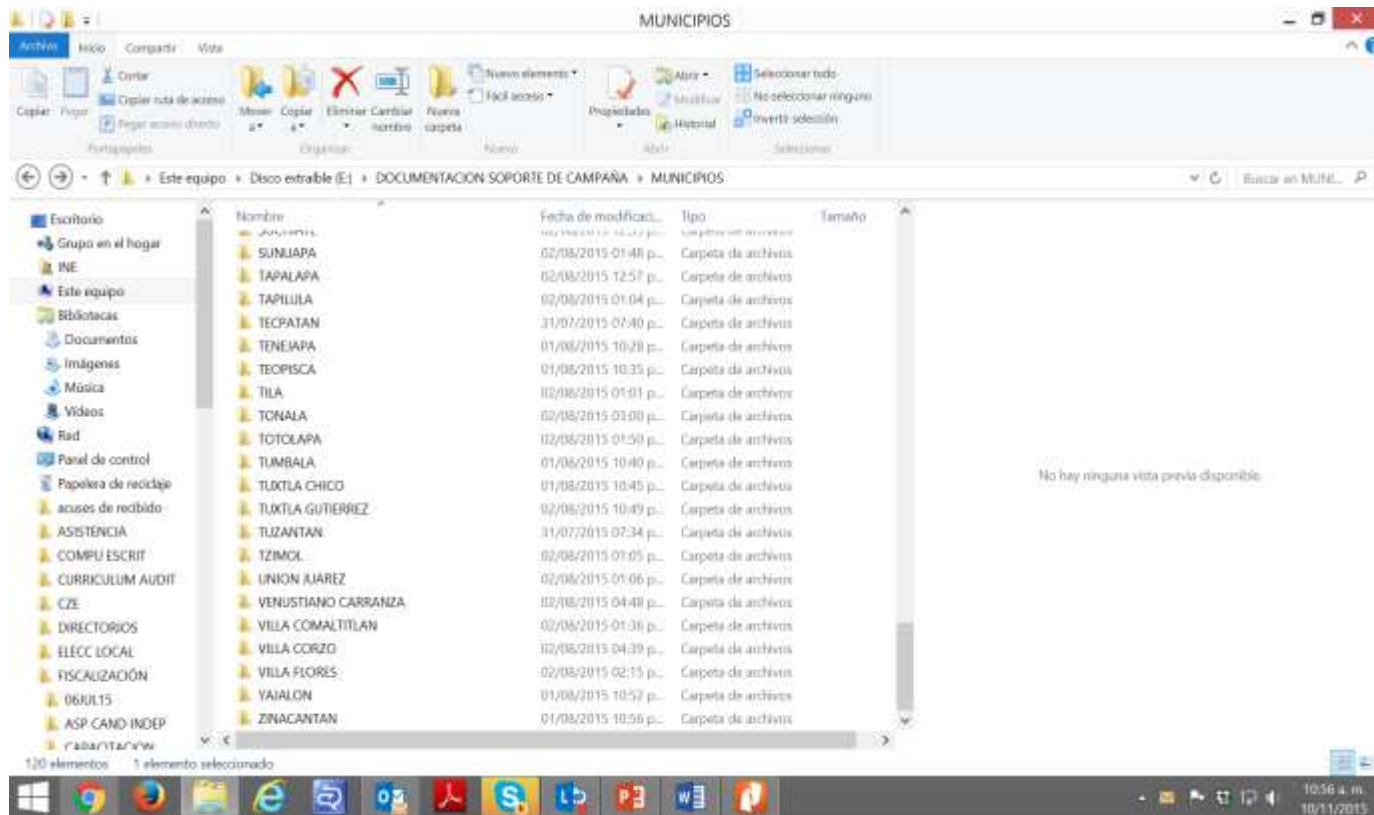 MUNICIPIOS
Archivo Inicio Compartir Vista
Copiar Pegar
Cortar
Copiar ruta de acceso
Pegar acceso directo
Mover a Copiar a Eliminar Cambiar nombre
Nueva carpeta
Nuevo elemento
Fácil acceso
Propiedades
Abrir
Modificar
Historial
Seleccionar todo
No seleccionar ninguno
Invertir selección
Portapapeles Organizar Nuevo Abrir Seleccionar
Este equipo Disco extraíble (E:) DOCUMENTACION SOPORTE DE CAMPAÑA MUNICIPIOS Buscar en MUNI...
Escritorio
Grupo en el hogar
INE
Este equipo
Bibliotecas
Documentos
Imágenes
Música
Vídeos
Red
Panel de control
Papelera de reciclaje
acuses de recibido
ASISTENCIA
COMPU ESCRIT
CURRICULUM AUDIT
CZE
DIRECTORIOS
ELECC LOCAL
FISCALIZACIÓN
06JUL15
ASP CAND INDEP
CAPACITACION
Nombre Fecha de modificaci... Tipo Tamaño
SUNUAPA 02/08/2015 01:48 p... Carpeta de archivos
TAPALAPA 02/08/2015 12:57 p... Carpeta de archivos
TAPILULA 02/08/2015 01:04 p... Carpeta de archivos
TECPATAN 31/07/2015 07:40 p... Carpeta de archivos
TENEJAPA 01/08/2015 10:28 p... Carpeta de archivos
TEOPISCA 01/08/2015 10:35 p... Carpeta de archivos
TILA 02/08/2015 01:01 p... Carpeta de archivos
TONALA 02/08/2015 03:00 p... Carpeta de archivos
TOTOLAPA 02/08/2015 01:50 p... Carpeta de archivos
TUMBALA 01/08/2015 10:40 p... Carpeta de archivos
TUXTLA CHICO 01/08/2015 10:45 p... Carpeta de archivos
TUXTLA GUTIERREZ 02/08/2015 10:49 p... Carpeta de archivos
TUZANTAN 31/07/2015 07:34 p... Carpeta de archivos
TZIMOL 02/08/2015 01:05 p... Carpeta de archivos
UNION JUAREZ 02/08/2015 01:06 p... Carpeta de archivos
VENUSTIANO CARRANZA 02/08/2015 04:48 p... Carpeta de archivos
VILLA COMALTITLAN 02/08/2015 01:36 p... Carpeta de archivos
VILLA CORZO 02/08/2015 04:39 p... Carpeta de archivos
VILLA FLORES 02/08/2015 02:15 p... Carpeta de archivos
YAJALON 01/08/2015 10:52 p... Carpeta de archivos
ZINACANTAN 01/08/2015 10:56 p... Carpeta de archivos
No hay ninguna vista previa disponible.
120 elementos 1 elemento seleccionado
10:56 a. m.
10/11/2015